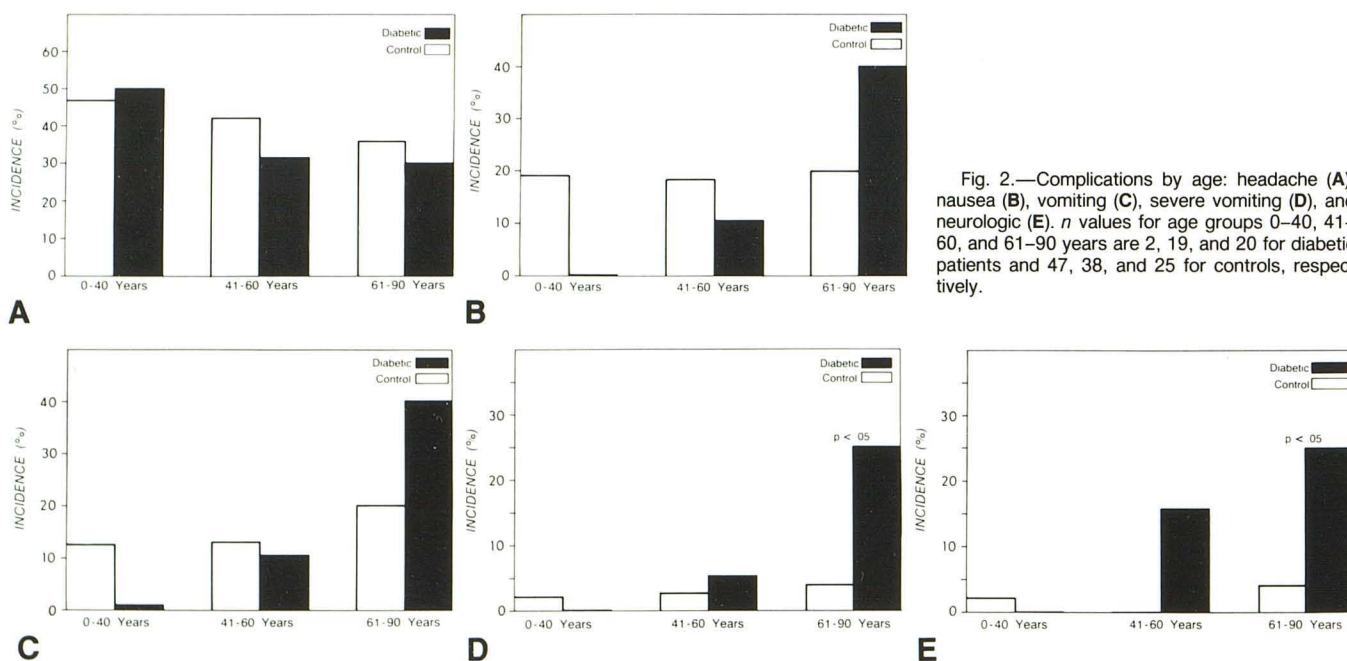 Diabetic
Control
60
50
40
30
20
10
0
INCIDENCE (%)
0-40 Years
41-60 Years
61-90 Years
A
Diabetic
Control
40
30
20
10
0
INCIDENCE (%)
0-40 Years
41-60 Years
61-90 Years
B
Fig. 2.—Complications by age: headache (A)
nausea (B), vomiting (C), severe vomiting (D), and
neurologic (E). n values for age groups 0–40, 41–
60, and 61–90 years are 2, 19, and 20 for diabetic
patients and 47, 38, and 25 for controls, respec
tively.
Diabetic
Control
40
30
20
10
0
INCIDENCE (%)
0-40 Years
41-60 Years
61-90 Years
C
Diabetic
Control
p < .05
30
20
10
0
INCIDENCE (%)
0-40 Years
41-60 Years
61-90 Years
D
Diabetic
Control
p < .05
30
20
10
0
INCIDENCE (%)
0-40 Years
41-60 Years
61-90 Years
E